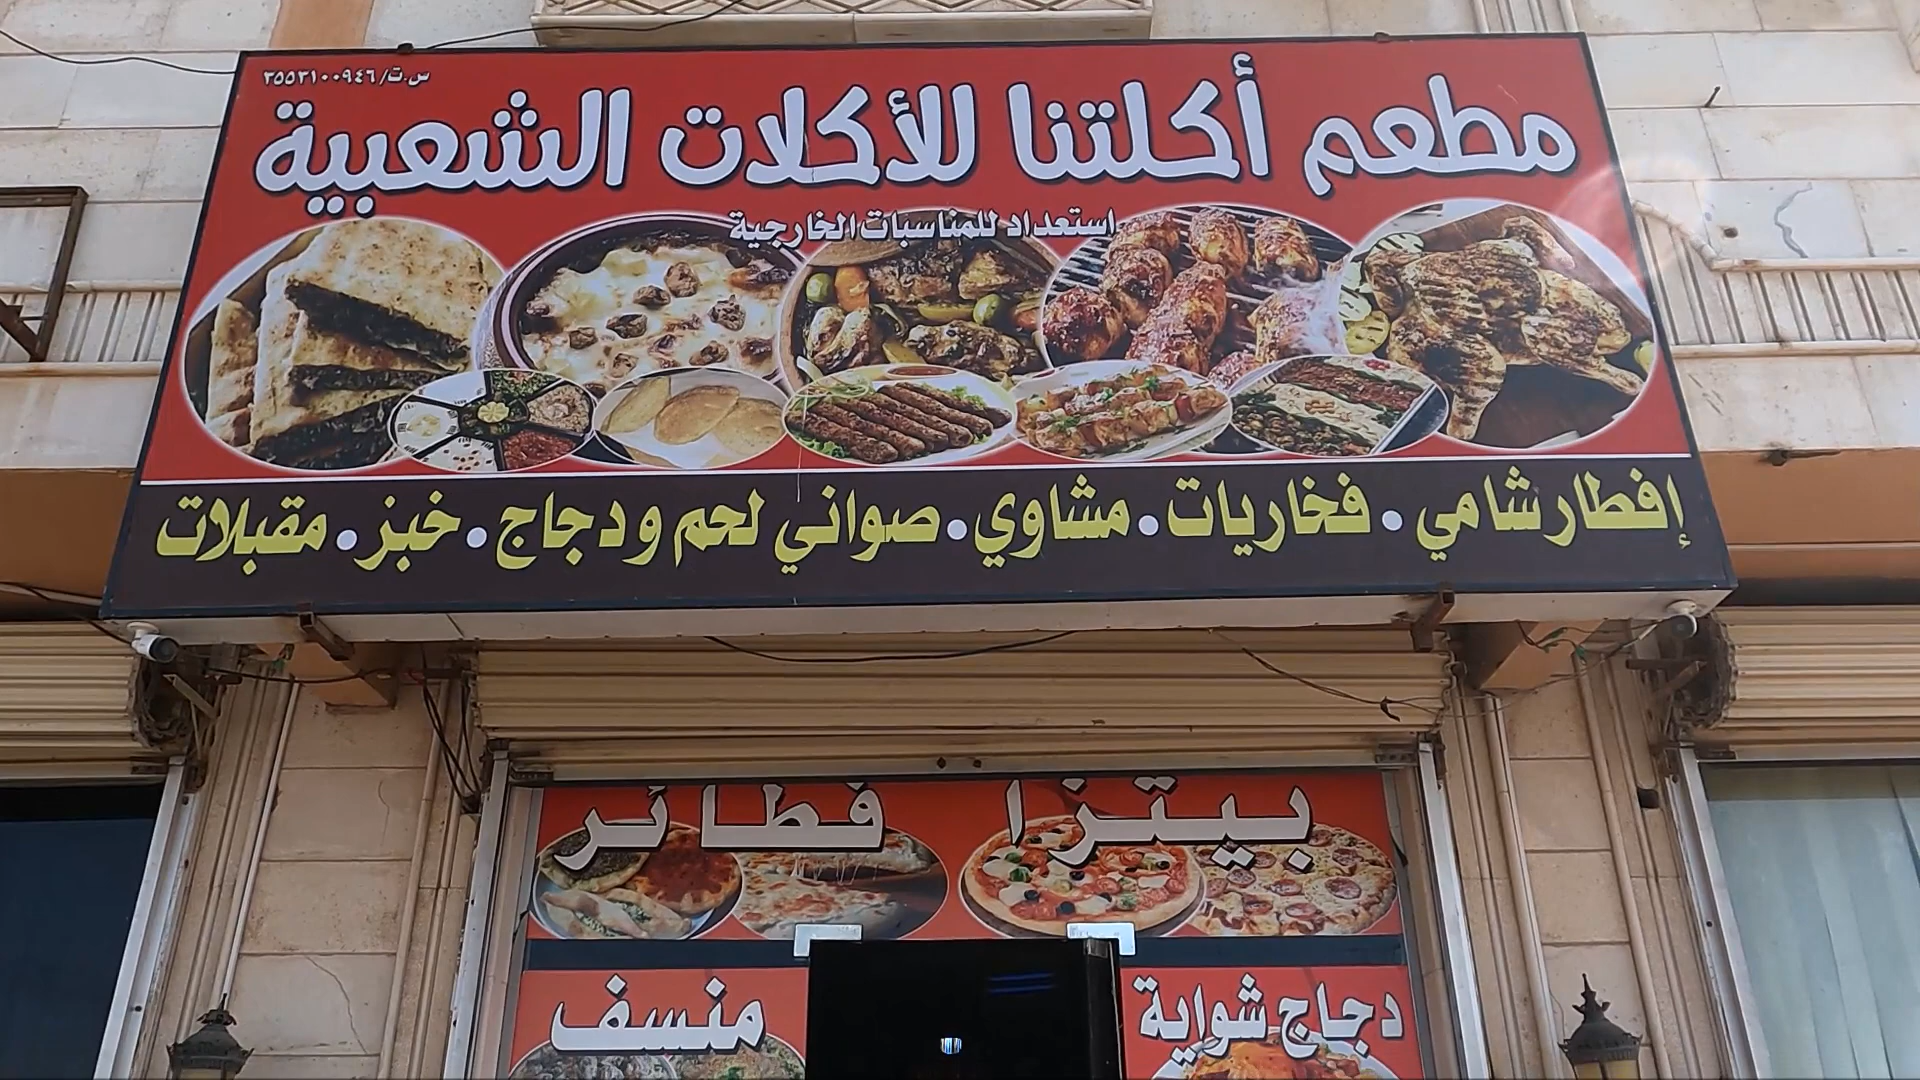 س.ت/ ٣٥٥٣١٠٠٩٤٦
مطعم أكلتنا للأكلات الشعبية
استعداد للمناسبات الخارجية
إفطار شامي • فخاريات • مشاوي • صواني لحم ودجاج • خبز • مقبلات
بيتزا فطائر
دجاج شواية
منسف